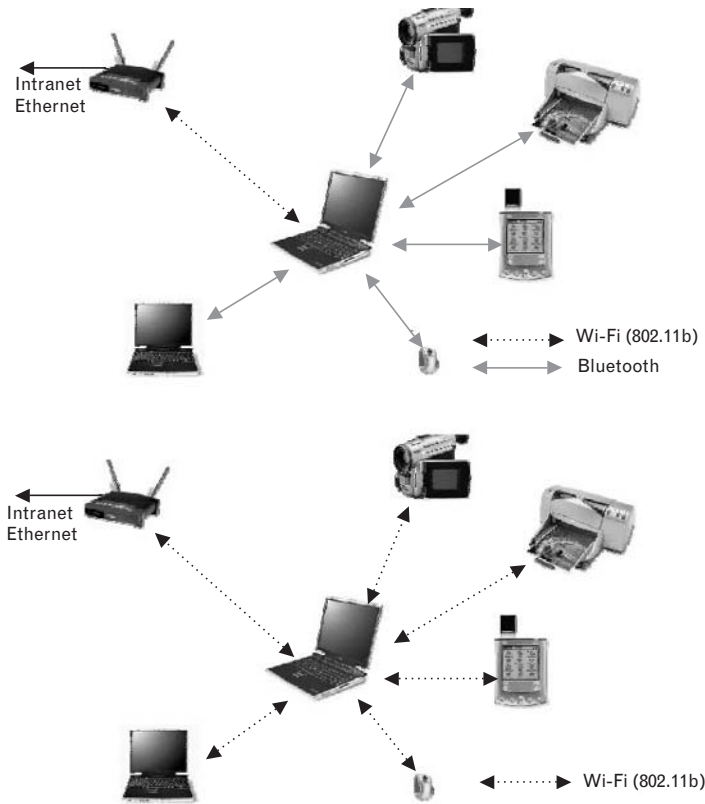 Intranet
Ethernet
Wi-Fi (802.11b)
Bluetooth
Intranet
Ethernet
Wi-Fi (802.11b)